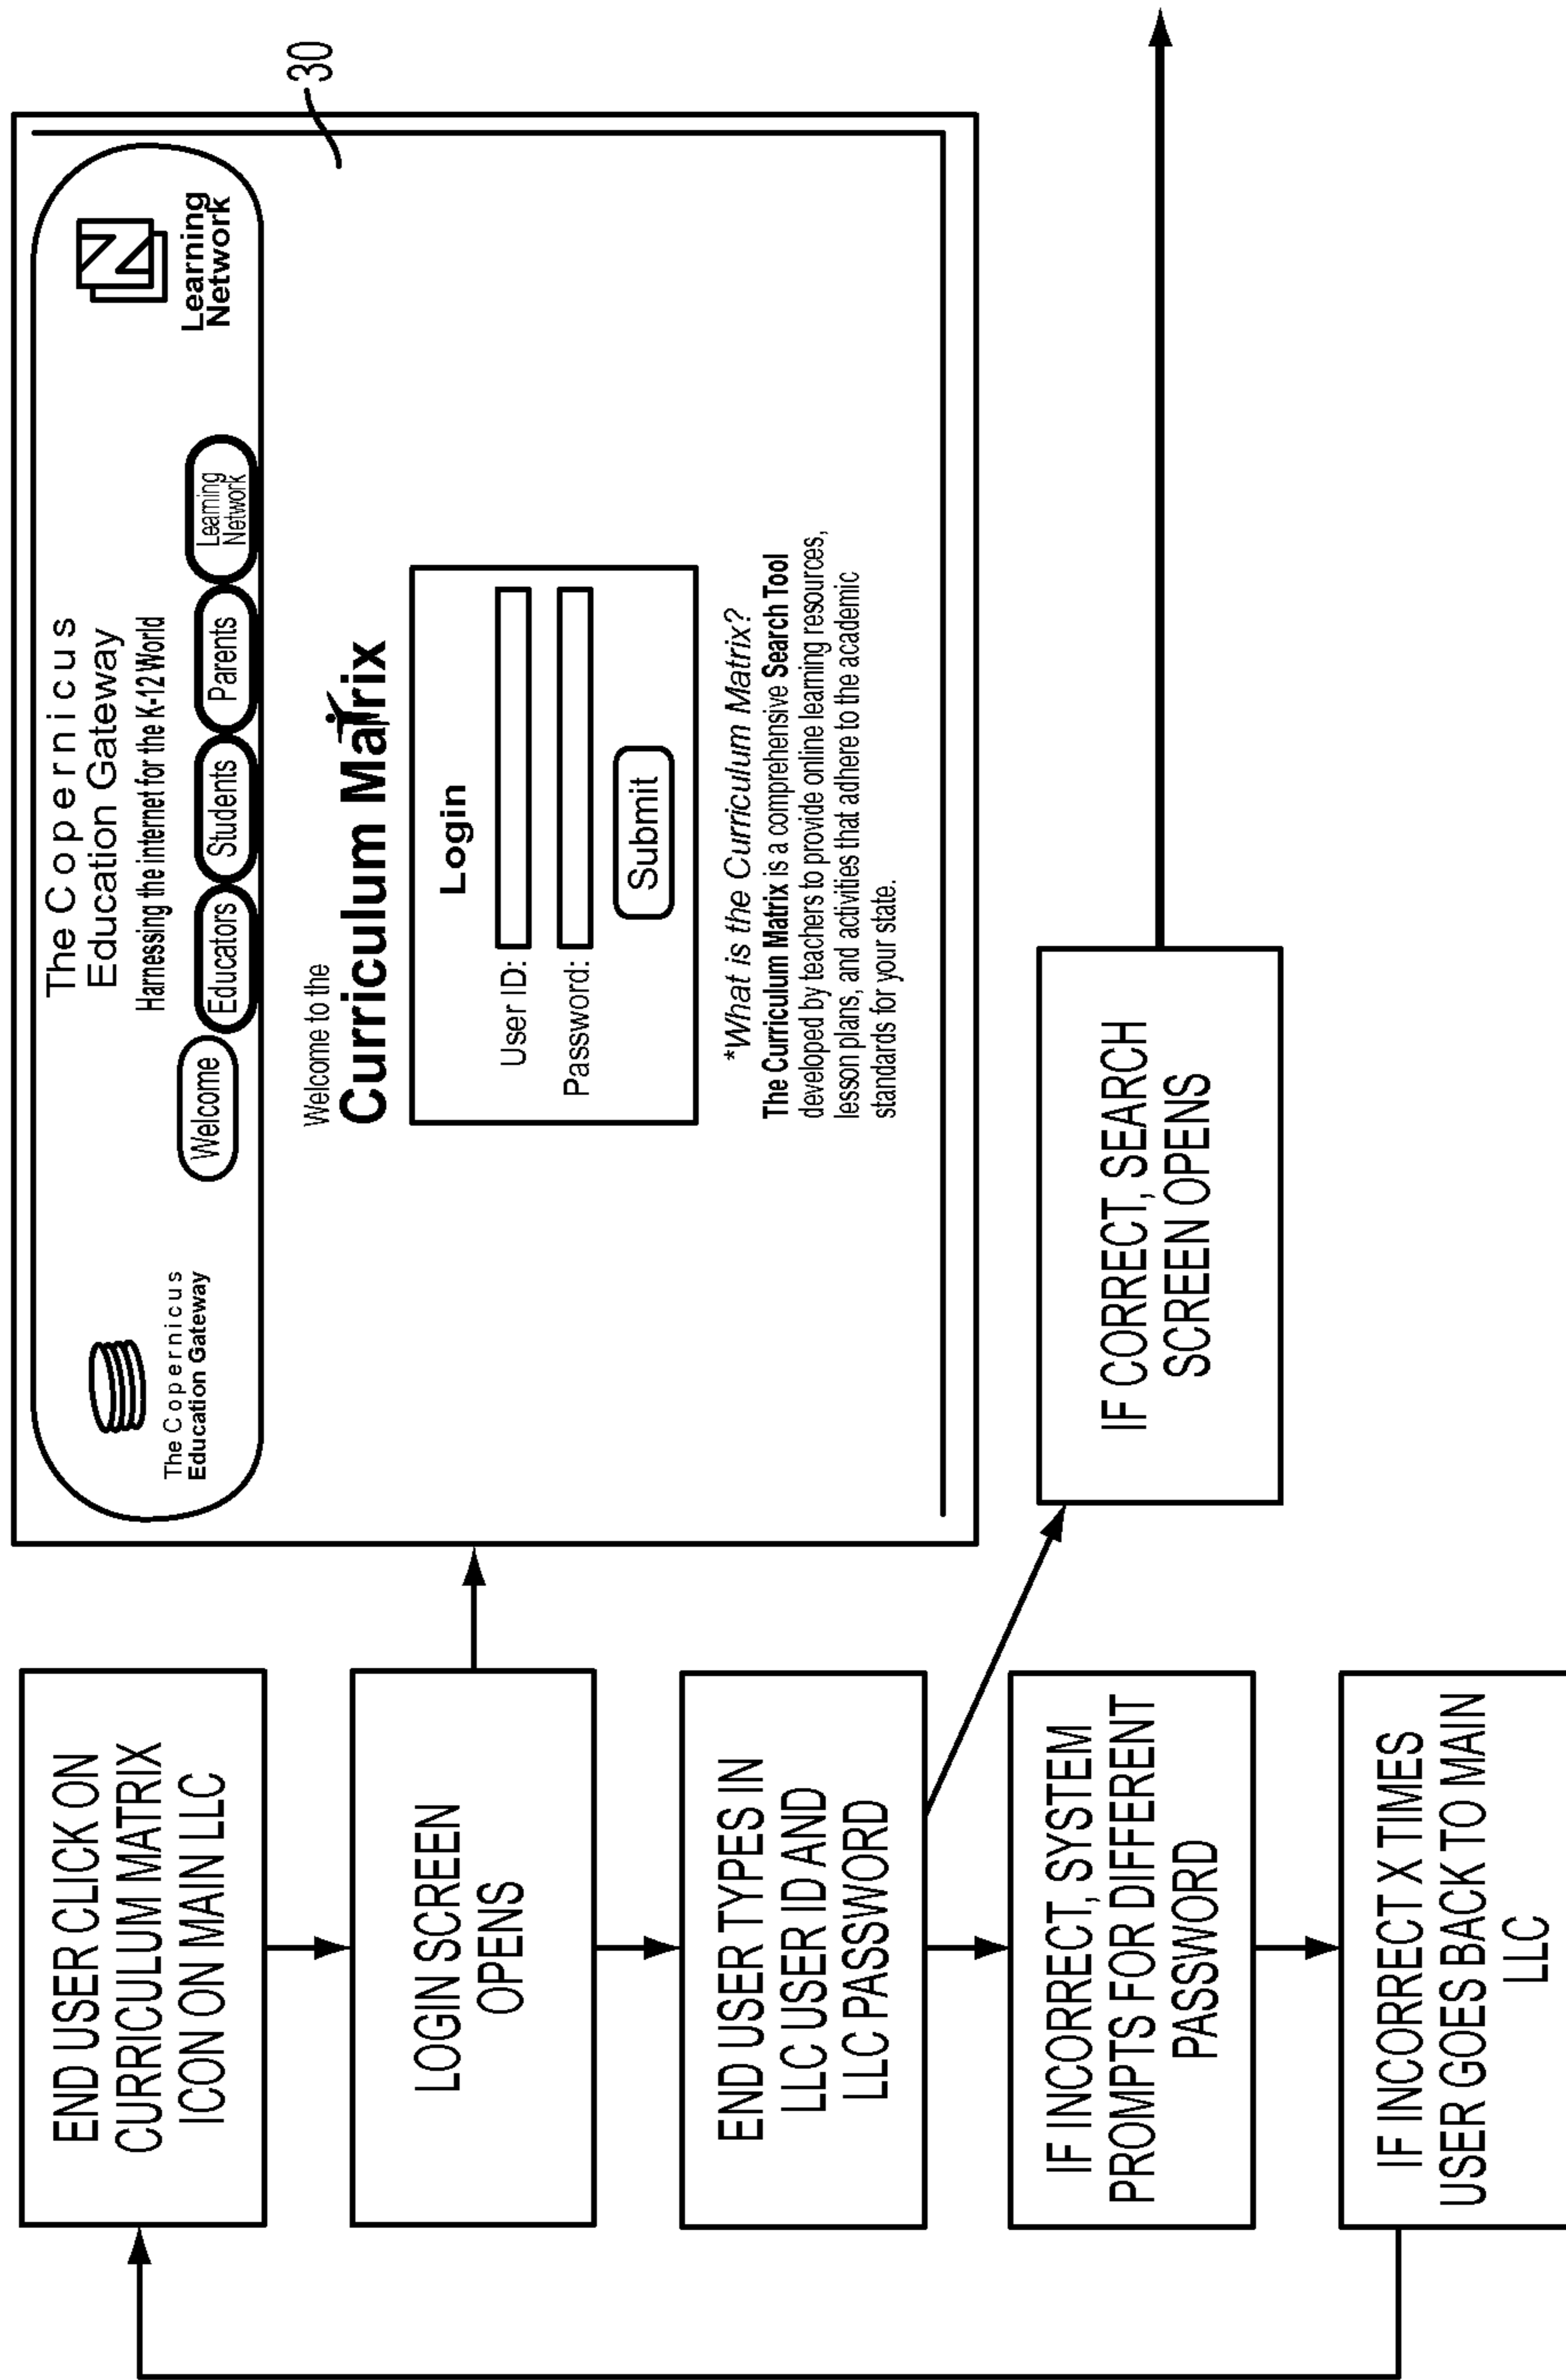 END USER CLICK ON
CURRICULUM MATRIX
ICON ON MAIN LLC
LOGIN SCREEN
OPENS
END USER TYPES IN
LLC USER ID AND
LLC PASSWORD
IF INCORRECT, SYSTEM
PROMPTS FOR DIFFERENT
PASSWORD
IF INCORRECT X TIMES
USER GOES BACK TO MAIN
LLC
The Copernicus
Education Gateway
The Copernicus
Education Gateway
Harnessing the internet for the K-12 World
Welcome
Educators
Students
Parents
Learning
Network
N
Learning
Network
30
Welcome to the
Curriculum Matrix
Login
User ID:
Password:
Submit
*What is the Curriculum Matrix?
The Curriculum Matrix is a comprehensive Search Tool
developed by teachers to provide online learning resources,
lesson plans, and activities that adhere to the academic
standards for your state.
IF CORRECT, SEARCH
SCREEN OPENS